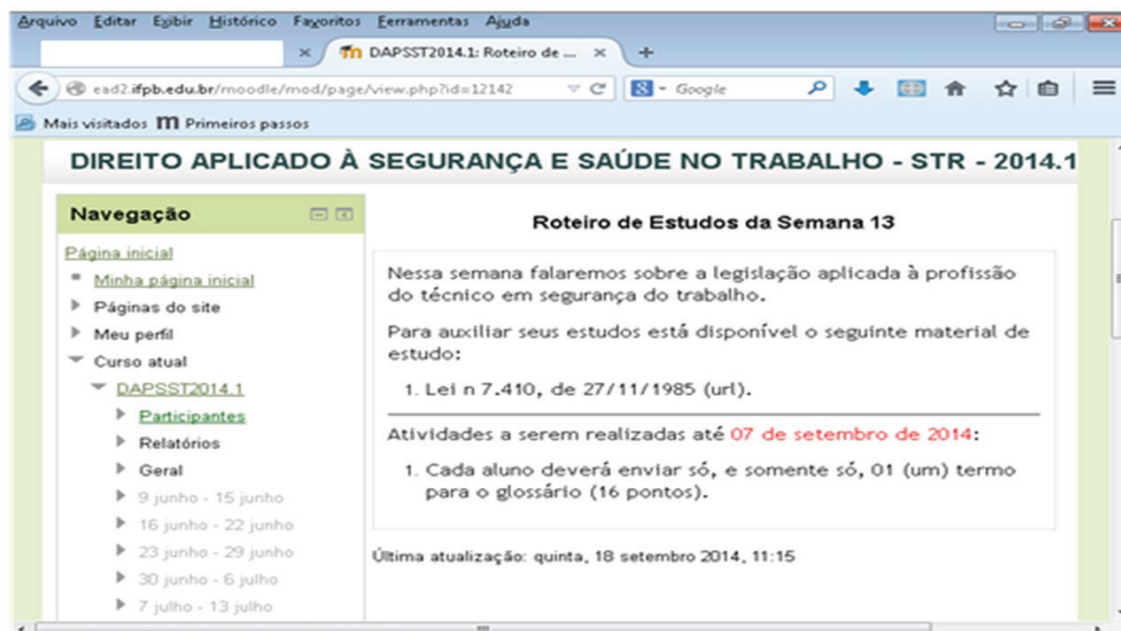 Arquivo Editar Exibir Histórico Favoritos Ferramentas Ajuda
DAPSST2014.1: Roteiro de ...
ead2.ifpb.edu.br/moodle/mod/page/view.php?id=12142
Google
Mais visitados Primeiros passos
DIREITO APLICADO À SEGURANÇA E SAÚDE NO TRABALHO - STR - 2014.1
Navegação
Página inicial
Minha página inicial
Páginas do site
Meu perfil
Curso atual
DAPSST2014.1
Participantes
Relatórios
Geral
9 junho - 15 junho
16 junho - 22 junho
23 junho - 29 junho
30 junho - 6 julho
7 julho - 13 julho
Roteiro de Estudos da Semana 13
Nessa semana falaremos sobre a legislação aplicada à profissão
do técnico em segurança do trabalho.
Para auxiliar seus estudos está disponível o seguinte material de
estudo:
1. Lei n 7.410, de 27/11/1985 (url).
Atividades a serem realizadas até 07 de setembro de 2014:
1. Cada aluno deverá enviar só, e somente só, 01 (um) termo
para o glossário (16 pontos).
Última atualização: quinta, 18 setembro 2014, 11:15